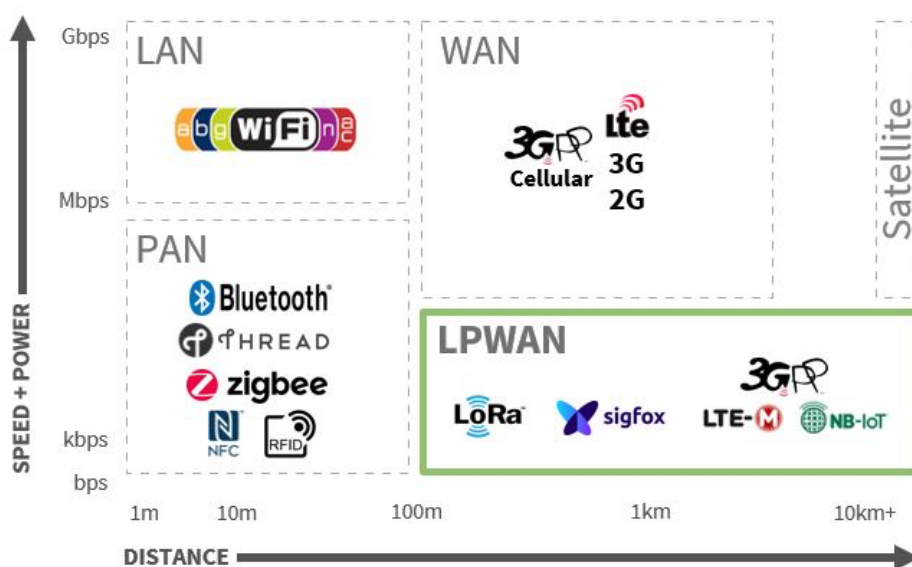 Gbps
LAN
a b g WiFi n ac
Mbps
WAN
3GPP
Cellular
Lte
3G
2G
Satellite
PAN
Bluetooth®
THREAD
zigbee
NFC
RFID
LPWAN
LoRa™
sigfox
3GPP
LTE-M
NB-IoT
kbps
bps
SPEED + POWER
1m 10m 100m 1km 10km+
DISTANCE